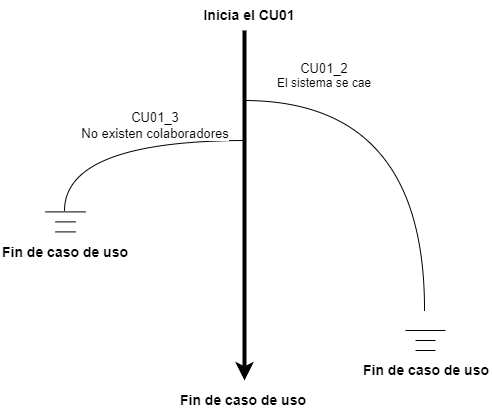 Inicia el CU01
CU01_2
El sistema se cae
CU01_3
No existen colaboradores
Fin de caso de uso
Fin de caso de uso
Fin de caso de uso